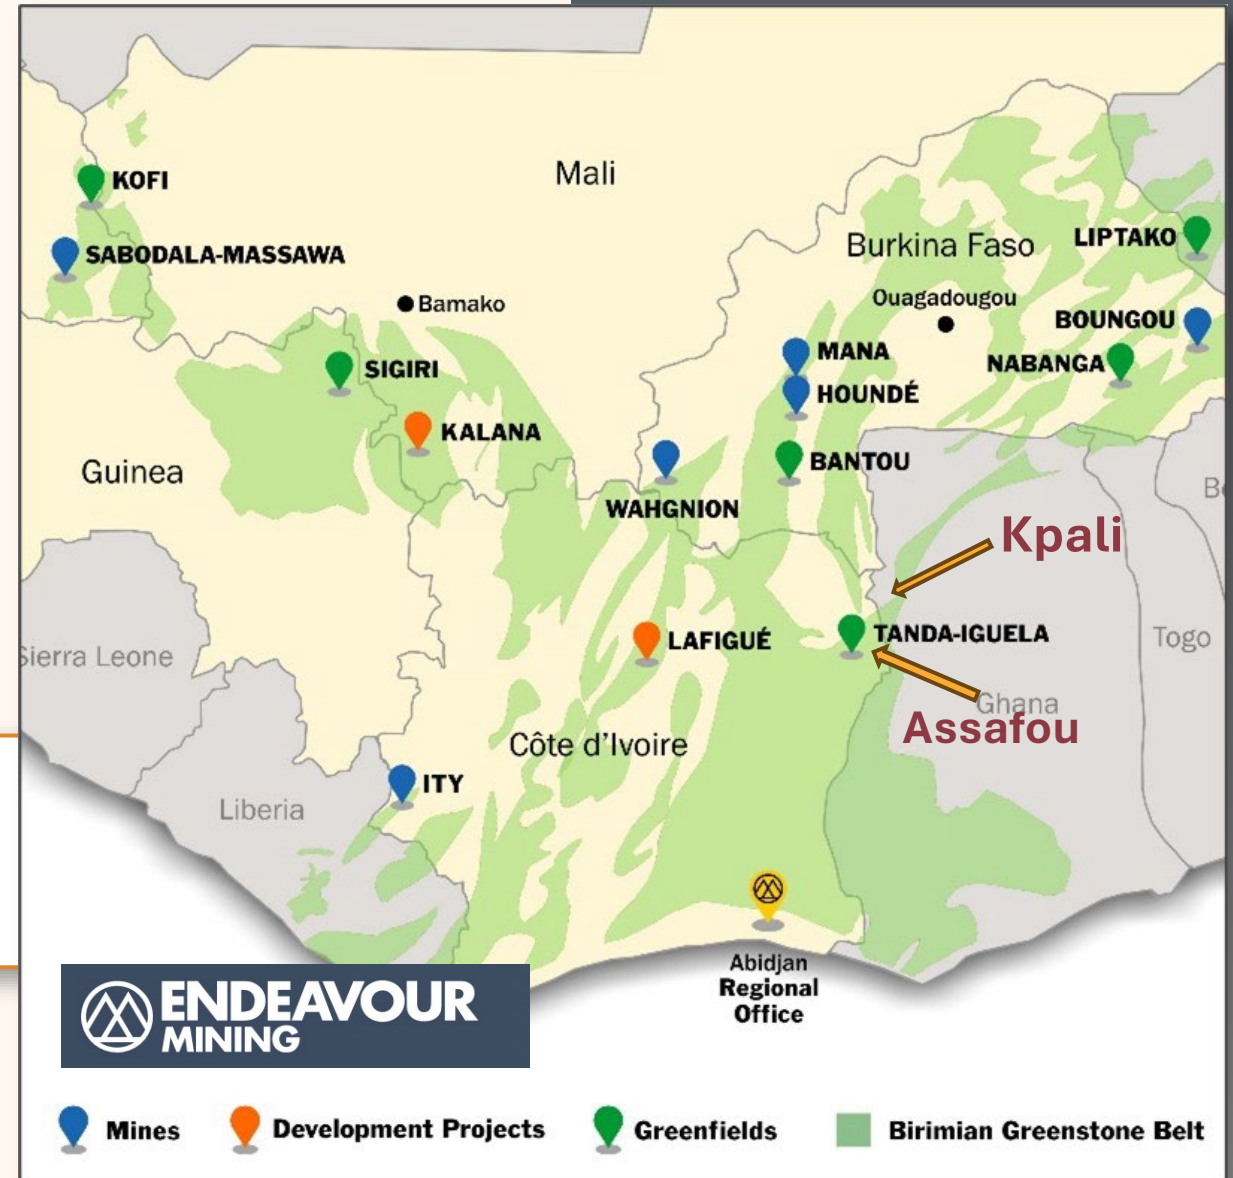 Mali
KOFI
SABODALA-MASSAWA
Bamako
Burkina Faso
LIPTAKO
Ouagadougou
BOUNGOU
MANA
NABANGA
SIGIRI
HOUNDÉ
KALANA
Guinea
BANTOU
WAHGNION
Be
Kpali
LAFIGUÉ
TANDA-IGUELA
Togo
Sierra Leone
Ghana
Assafou
Côte d'Ivoire
ITY
Liberia
Abidjan
Regional
Office
ENDEAVOUR
MINING
Mines
Development Projects
Greenfields
Birimian Greenstone Belt